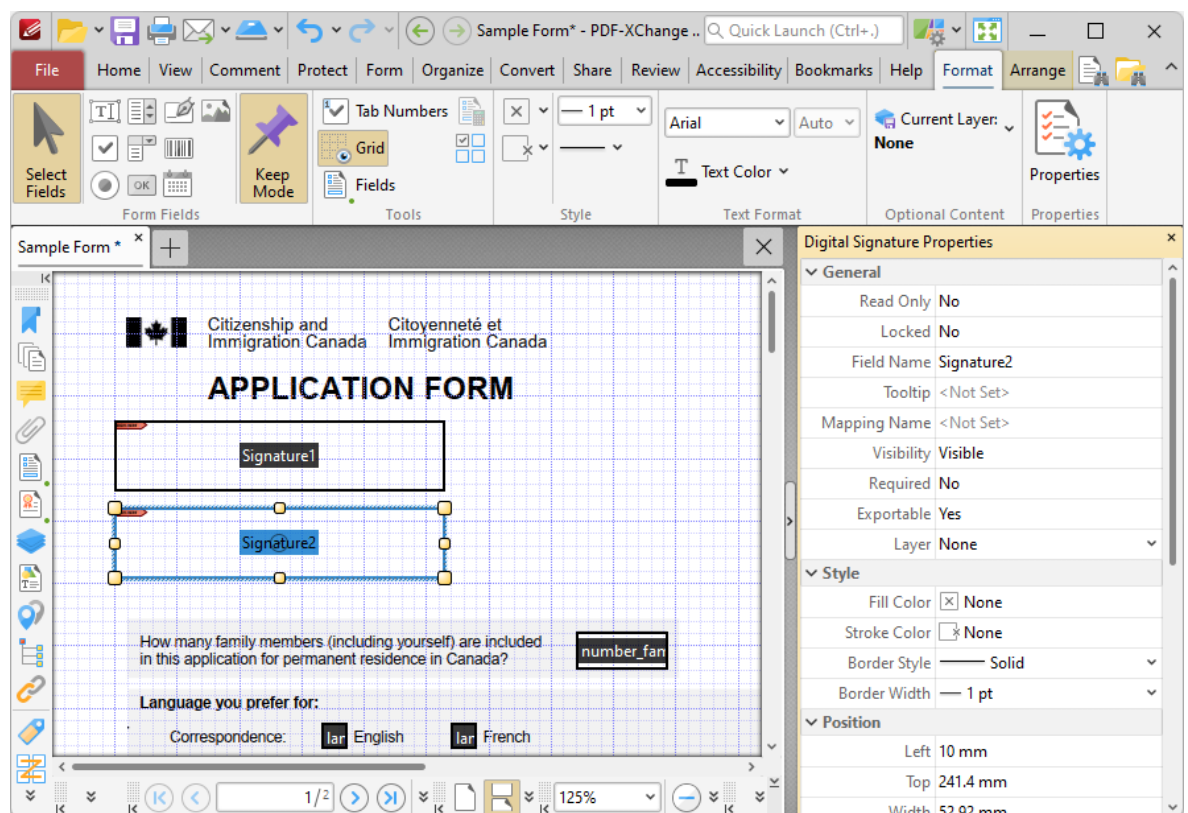 Sample Form* - PDF-XChange ..
Quick Launch (Ctrl+.)
File Home View Comment Protect Form Organize Convert Share Review Accessibility Bookmarks Help Format Arrange
Select Fields
OK
Keep Mode
Form Fields
Tab Numbers
Grid
Fields
Tools
1 pt
Style
Arial
Auto
Text Color
Text Format
Current Layer:
None
Optional Content
Properties
Properties
Sample Form *
Citizenship and
Immigration Canada
Citoyenneté et
Immigration Canada
APPLICATION FORM
Signature1
Signature2
How many family members (including yourself) are included
in this application for permanent residence in Canada?
number_fan
Language you prefer for:
Correspondence: lar English lar French
1/2
125%
Digital Signature Properties
General
Read Only No
Locked No
Field Name Signature2
Tooltip <Not Set>
Mapping Name <Not Set>
Visibility Visible
Required No
Exportable Yes
Layer None
Style
Fill Color None
Stroke Color None
Border Style Solid
Border Width 1 pt
Position
Left 10 mm
Top 241.4 mm
Width 52.92 mm